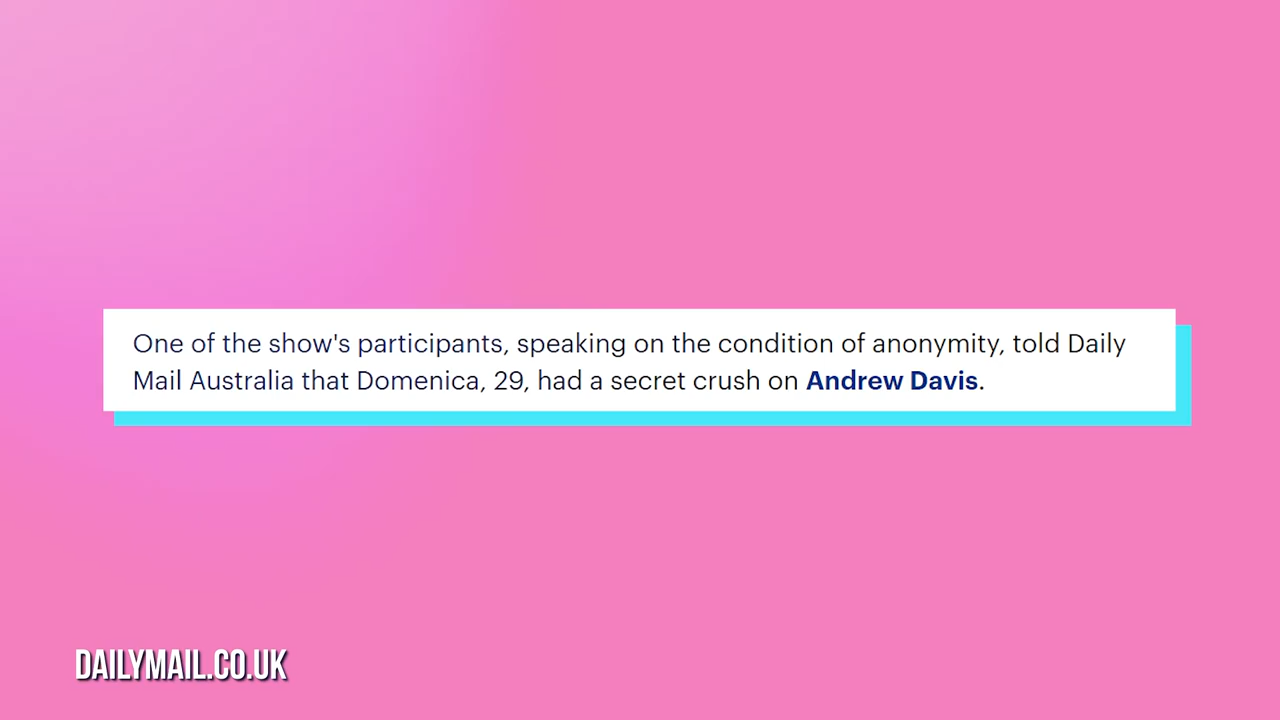 One of the show's participants, speaking on the condition of anonymity, told Daily
Mail Australia that Domenica, 29, had a secret crush on Andrew Davis.
DAILYMAIL.CO.UK